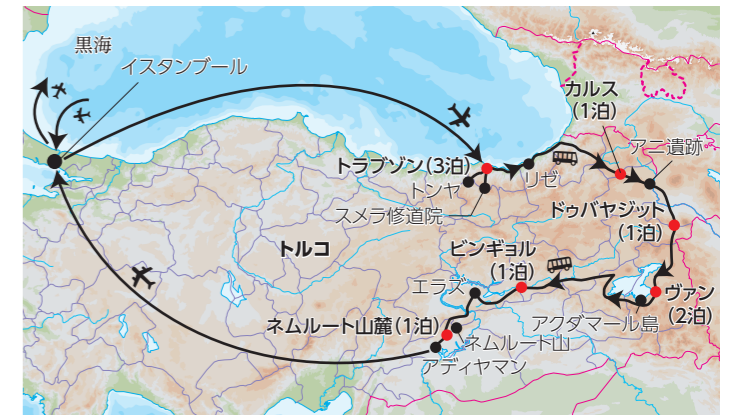 黒海
イスタンブール
カルス
(1泊)
アニ遺跡
トラブゾン(3泊)
リゼ
トンヤ
スメラ修道院
ドゥバヤジット
(1泊)
トルコ
ビンギョル
(1泊)
エラズ
ヴァン
(2泊)
アクダマール島
ネムルート山麓(1泊)
ネムルート山
アディヤマン